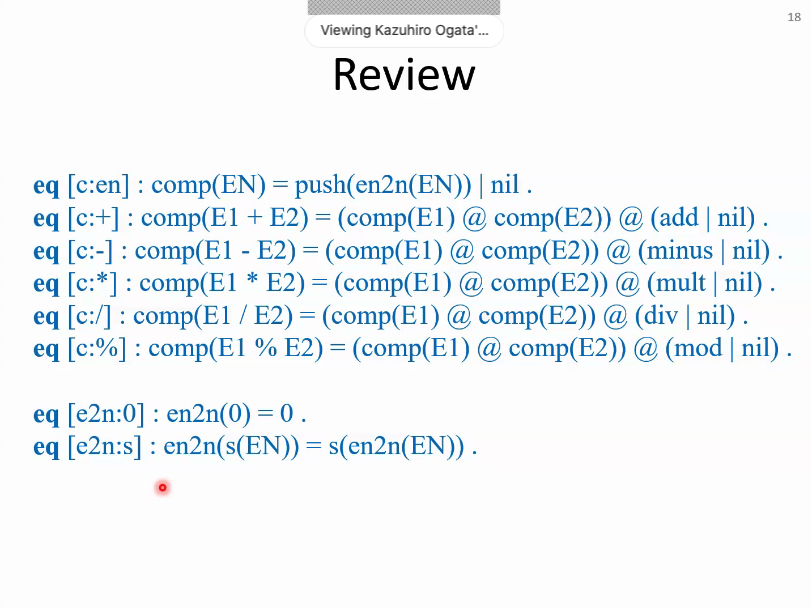 18
Viewing Kazuhiro Ogata'...
Review
eq [c:en] : comp(EN) = push(en2n(EN)) | nil .
eq [c:+] : comp(E1 + E2) = (comp(E1) @ comp(E2)) @ (add | nil) .
eq [c:-] : comp(E1 - E2) = (comp(E1) @ comp(E2)) @ (minus | nil) .
eq [c:*] : comp(E1 * E2) = (comp(E1) @ comp(E2)) @ (mult | nil) .
eq [c:/] : comp(E1 / E2) = (comp(E1) @ comp(E2)) @ (div | nil) .
eq [c:%] : comp(E1 % E2) = (comp(E1) @ comp(E2)) @ (mod | nil) .
eq [e2n:0] : en2n(0) = 0 .
eq [e2n:s] : en2n(s(EN)) = s(en2n(EN)) .